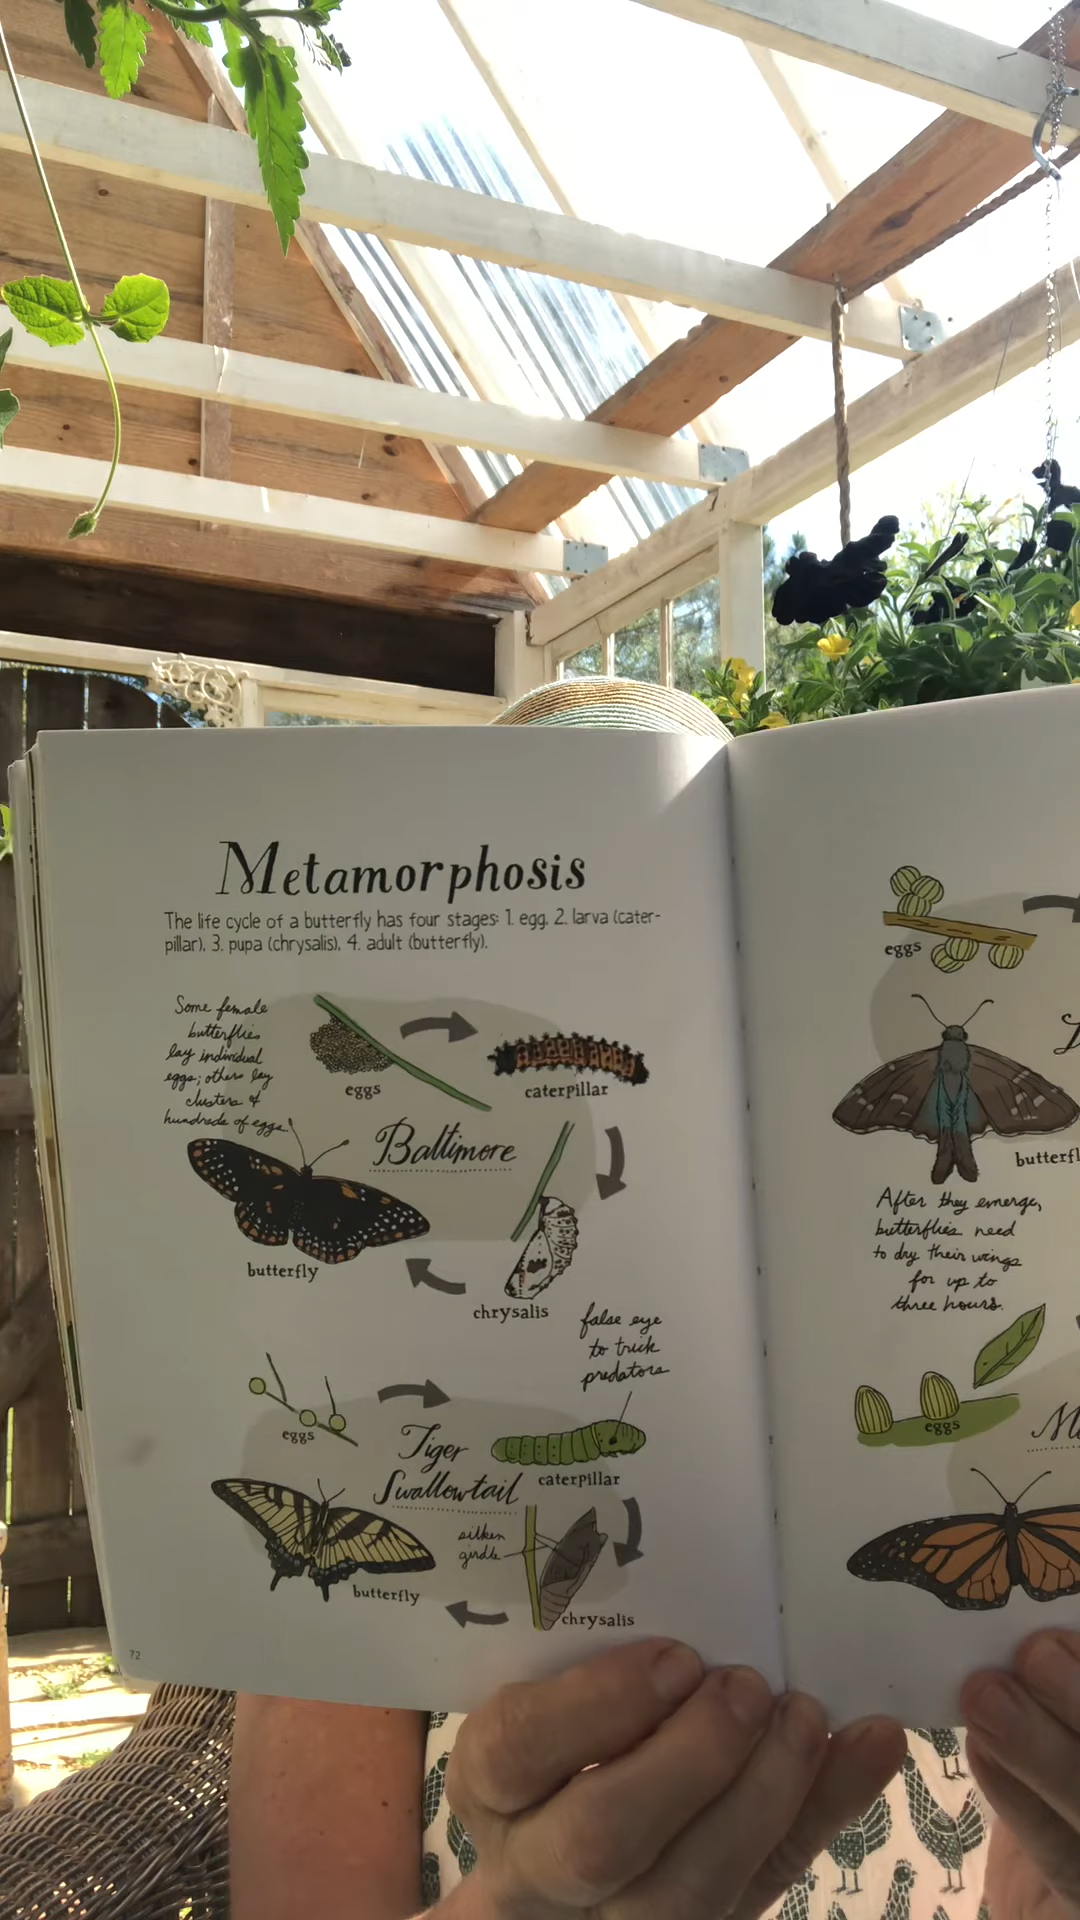 Metamorphosis
The life cycle of a butterfly has four stages: 1. egg, 2. larva (cater-
pillar), 3. pupa (chrysalis), 4. adult (butterfly).
Some female
butterflies
lay individual
eggs; others lay
clusters of
hundreds of eggs.
eggs
caterpillar
Baltimore
butterfly
chrysalis
false eye
to trick
predators
eggs
Tiger
Swallowtail
caterpillar
silken
girdle
butterfly
chrysalis
72
eggs
After they emerge,
butterflies need
to dry their wings
for up to
three hours.
eggs